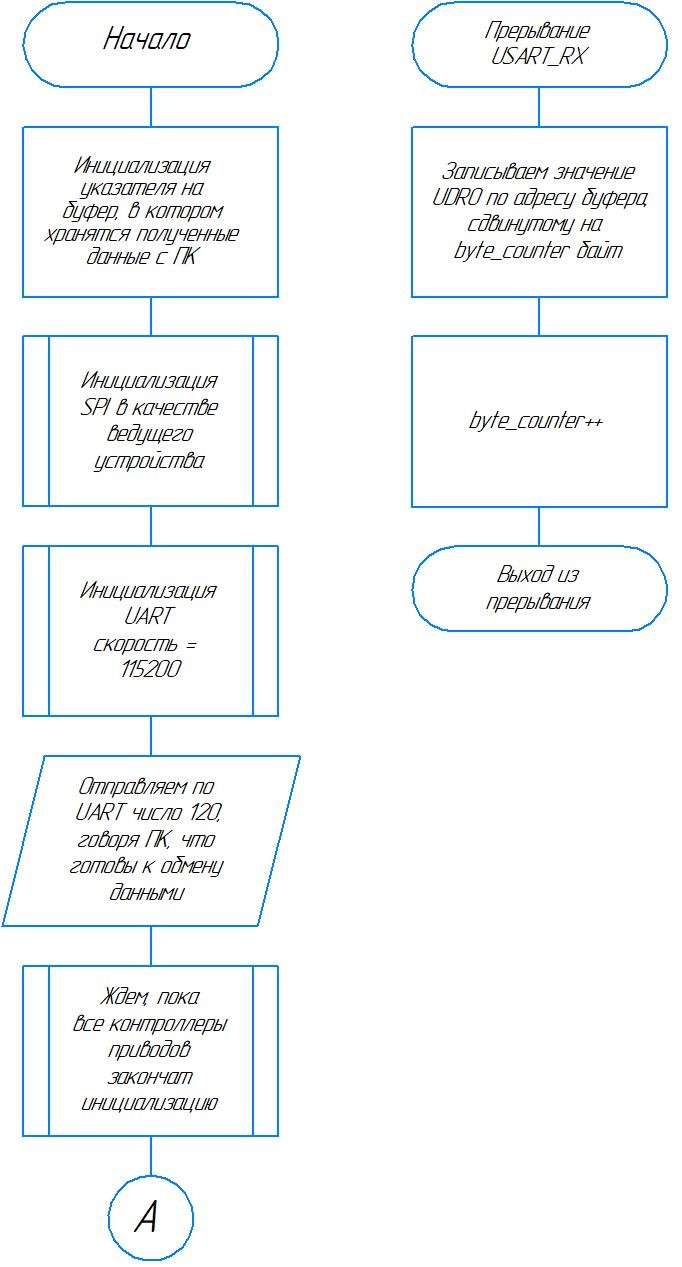 Начало
Инициализация
указателя на
буфер, в котором
хранятся полученные
данные с ПК
Инициализация
SPI в качестве
ведущего
устройства
Инициализация
UART
скорость =
115200
Отправляем по
UART число 120,
говоря ПК, что
готовы к обмену
данными
Ждем, пока
все контроллеры
приводов
закончат
инициализацию
А
Прерывание
USART_RX
Записываем значение
UDR0 по адресу буфера,
сдвинутому на
byte_counter байт
byte_counter++
Выход из
прерывания